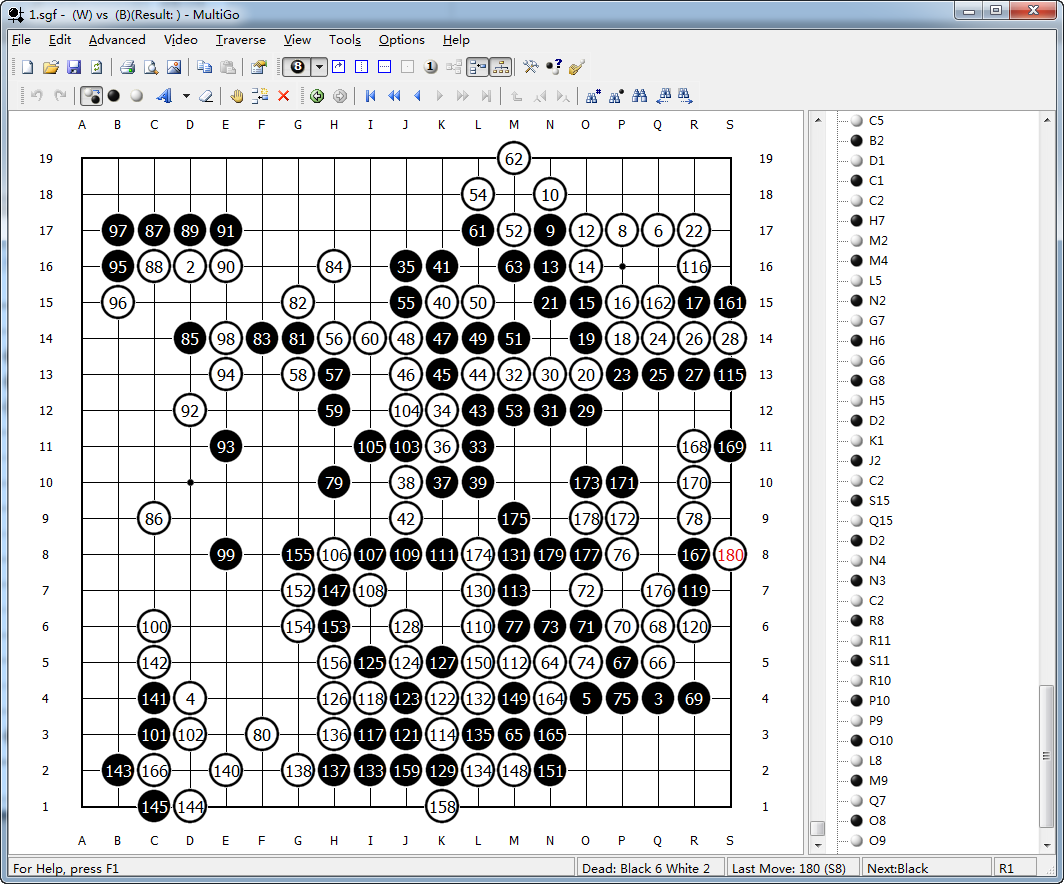 1.sgf - (W) vs (B)(Result: ) - MultiGo
File Edit Advanced Video Traverse View Tools Options Help
8 1
A B C D E F G H I J K L M N O P Q R S
19 62 19
18 54 10 18
17 97 87 89 91 61 52 9 12 8 6 22 17
16 95 88 2 90 84 35 41 63 13 14 116 16
15 96 82 55 40 50 21 15 16 162 17 161 15
14 85 98 83 81 56 60 48 47 49 51 19 18 24 26 28 14
13 94 58 57 46 45 44 32 30 20 23 25 27 115 13
12 92 59 104 34 43 53 31 29 12
11 93 105 103 36 33 168 169 11
10 79 38 37 39 173 171 170 10
9 86 42 175 178 172 78 9
8 99 155 106 107 109 111 174 131 179 177 76 167 180 8
7 152 147 108 130 113 72 176 119 7
6 100 154 153 128 110 77 73 71 70 68 120 6
5 142 156 125 124 127 150 112 64 74 67 66 5
4 141 4 126 118 123 122 132 149 164 5 75 3 69 4
3 101 102 80 136 117 121 114 135 65 165 3
2 143 166 140 138 137 133 159 129 134 148 151 2
1 145 144 158 1
A B C D E F G H I J K L M N O P Q R S
C5
B2
D1
C1
C2
H7
M2
M4
L5
N2
G7
H6
G6
G8
H5
D2
K1
J2
C2
S15
Q15
D2
N4
N3
C2
R8
R11
S11
R10
P10
P9
O10
L8
M9
Q7
O8
O9
For Help, press F1 Dead: Black 6 White 2 Last Move: 180 (S8) Next:Black R1